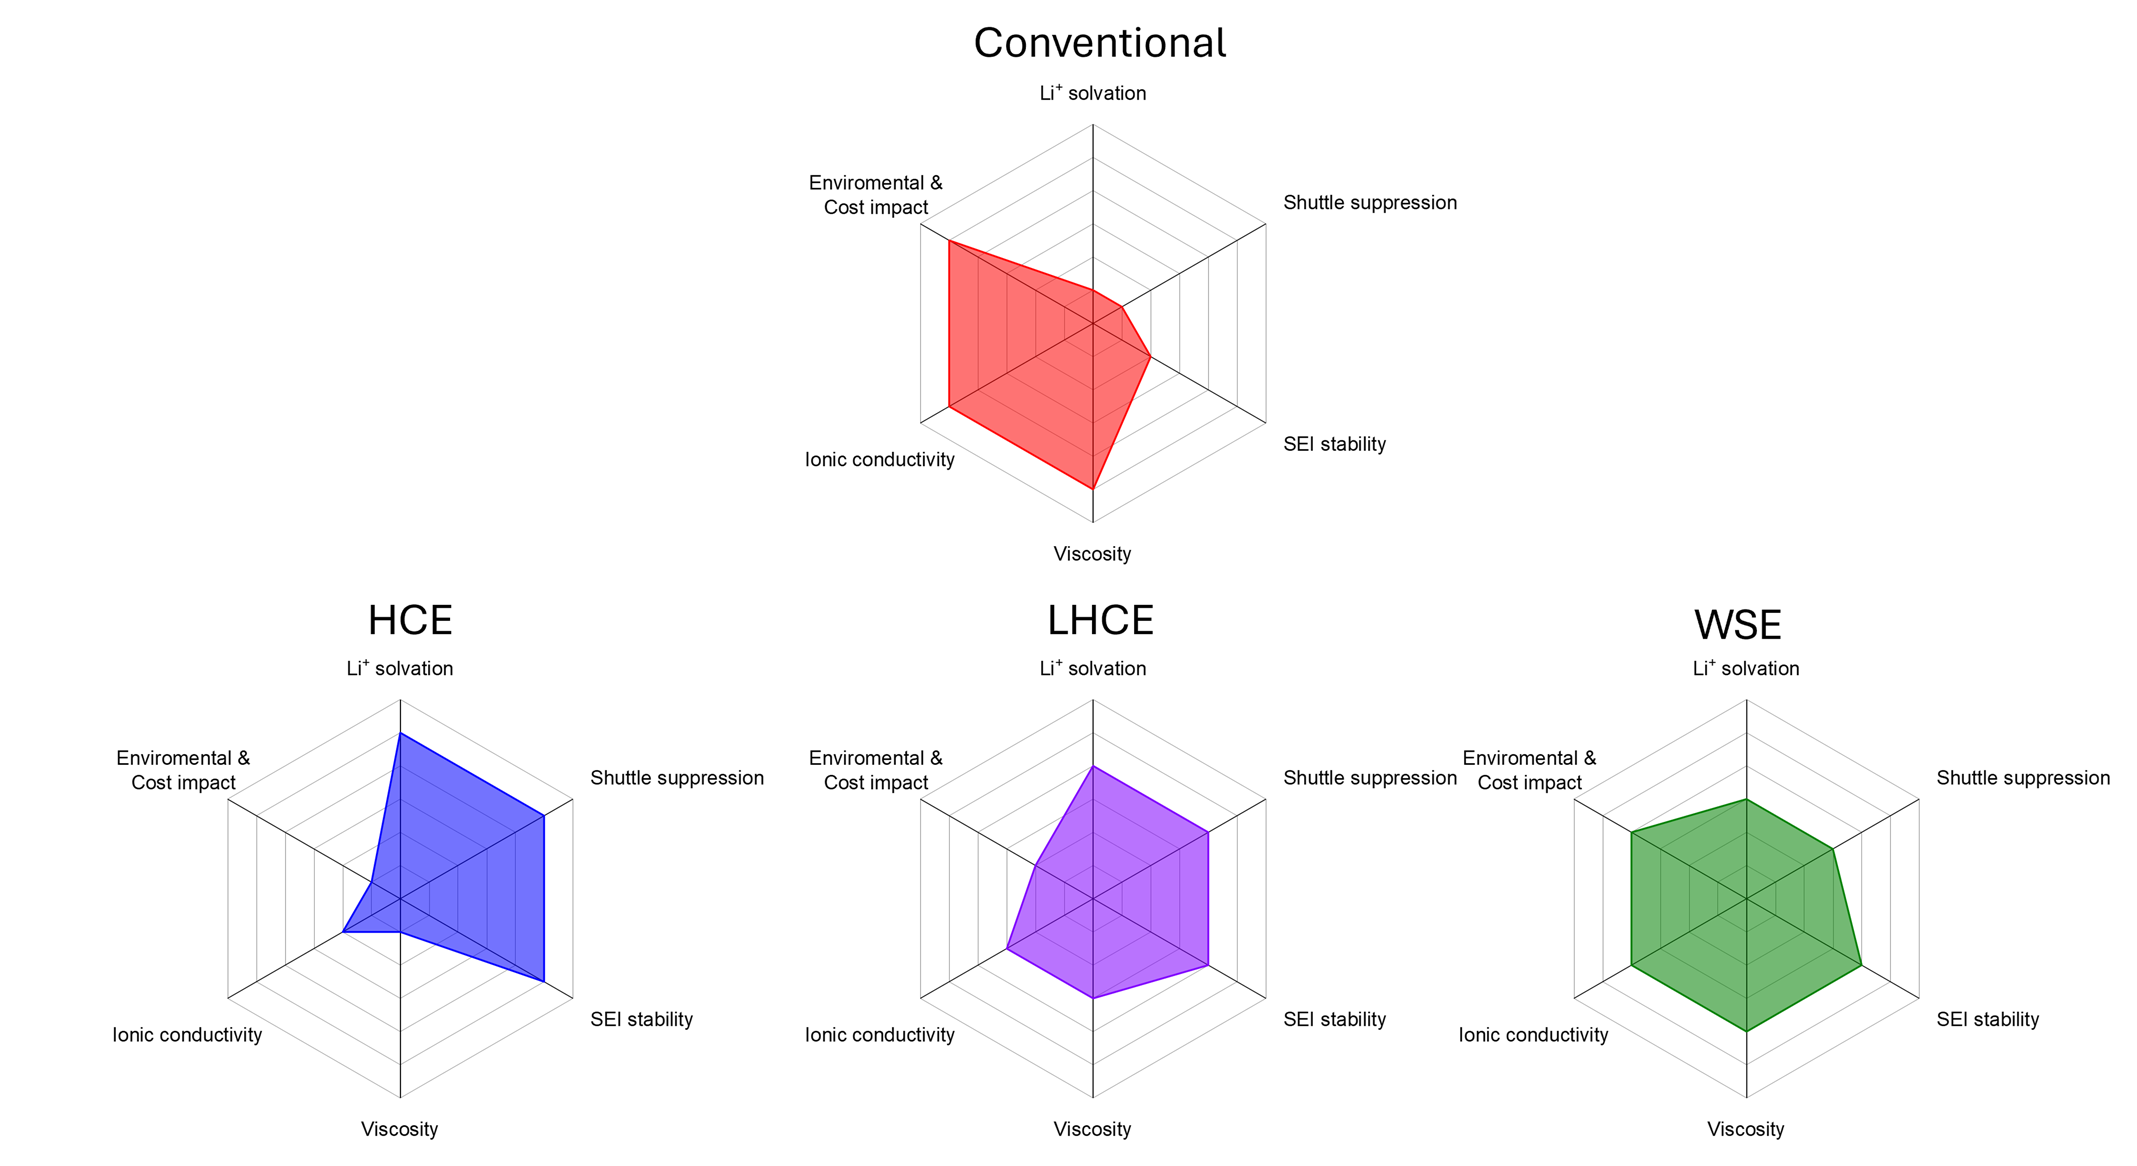 Conventional
Li⁺ solvation
Enviromental &
Cost impact
Shuttle suppression
Ionic conductivity
SEI stability
Viscosity
HCE
Li⁺ solvation
Enviromental &
Cost impact
Shuttle suppression
Ionic conductivity
SEI stability
Viscosity
LHCE
Li⁺ solvation
Enviromental &
Cost impact
Shuttle suppression
Ionic conductivity
SEI stability
Viscosity
WSE
Li⁺ solvation
Enviromental &
Cost impact
Shuttle suppression
Ionic conductivity
SEI stability
Viscosity